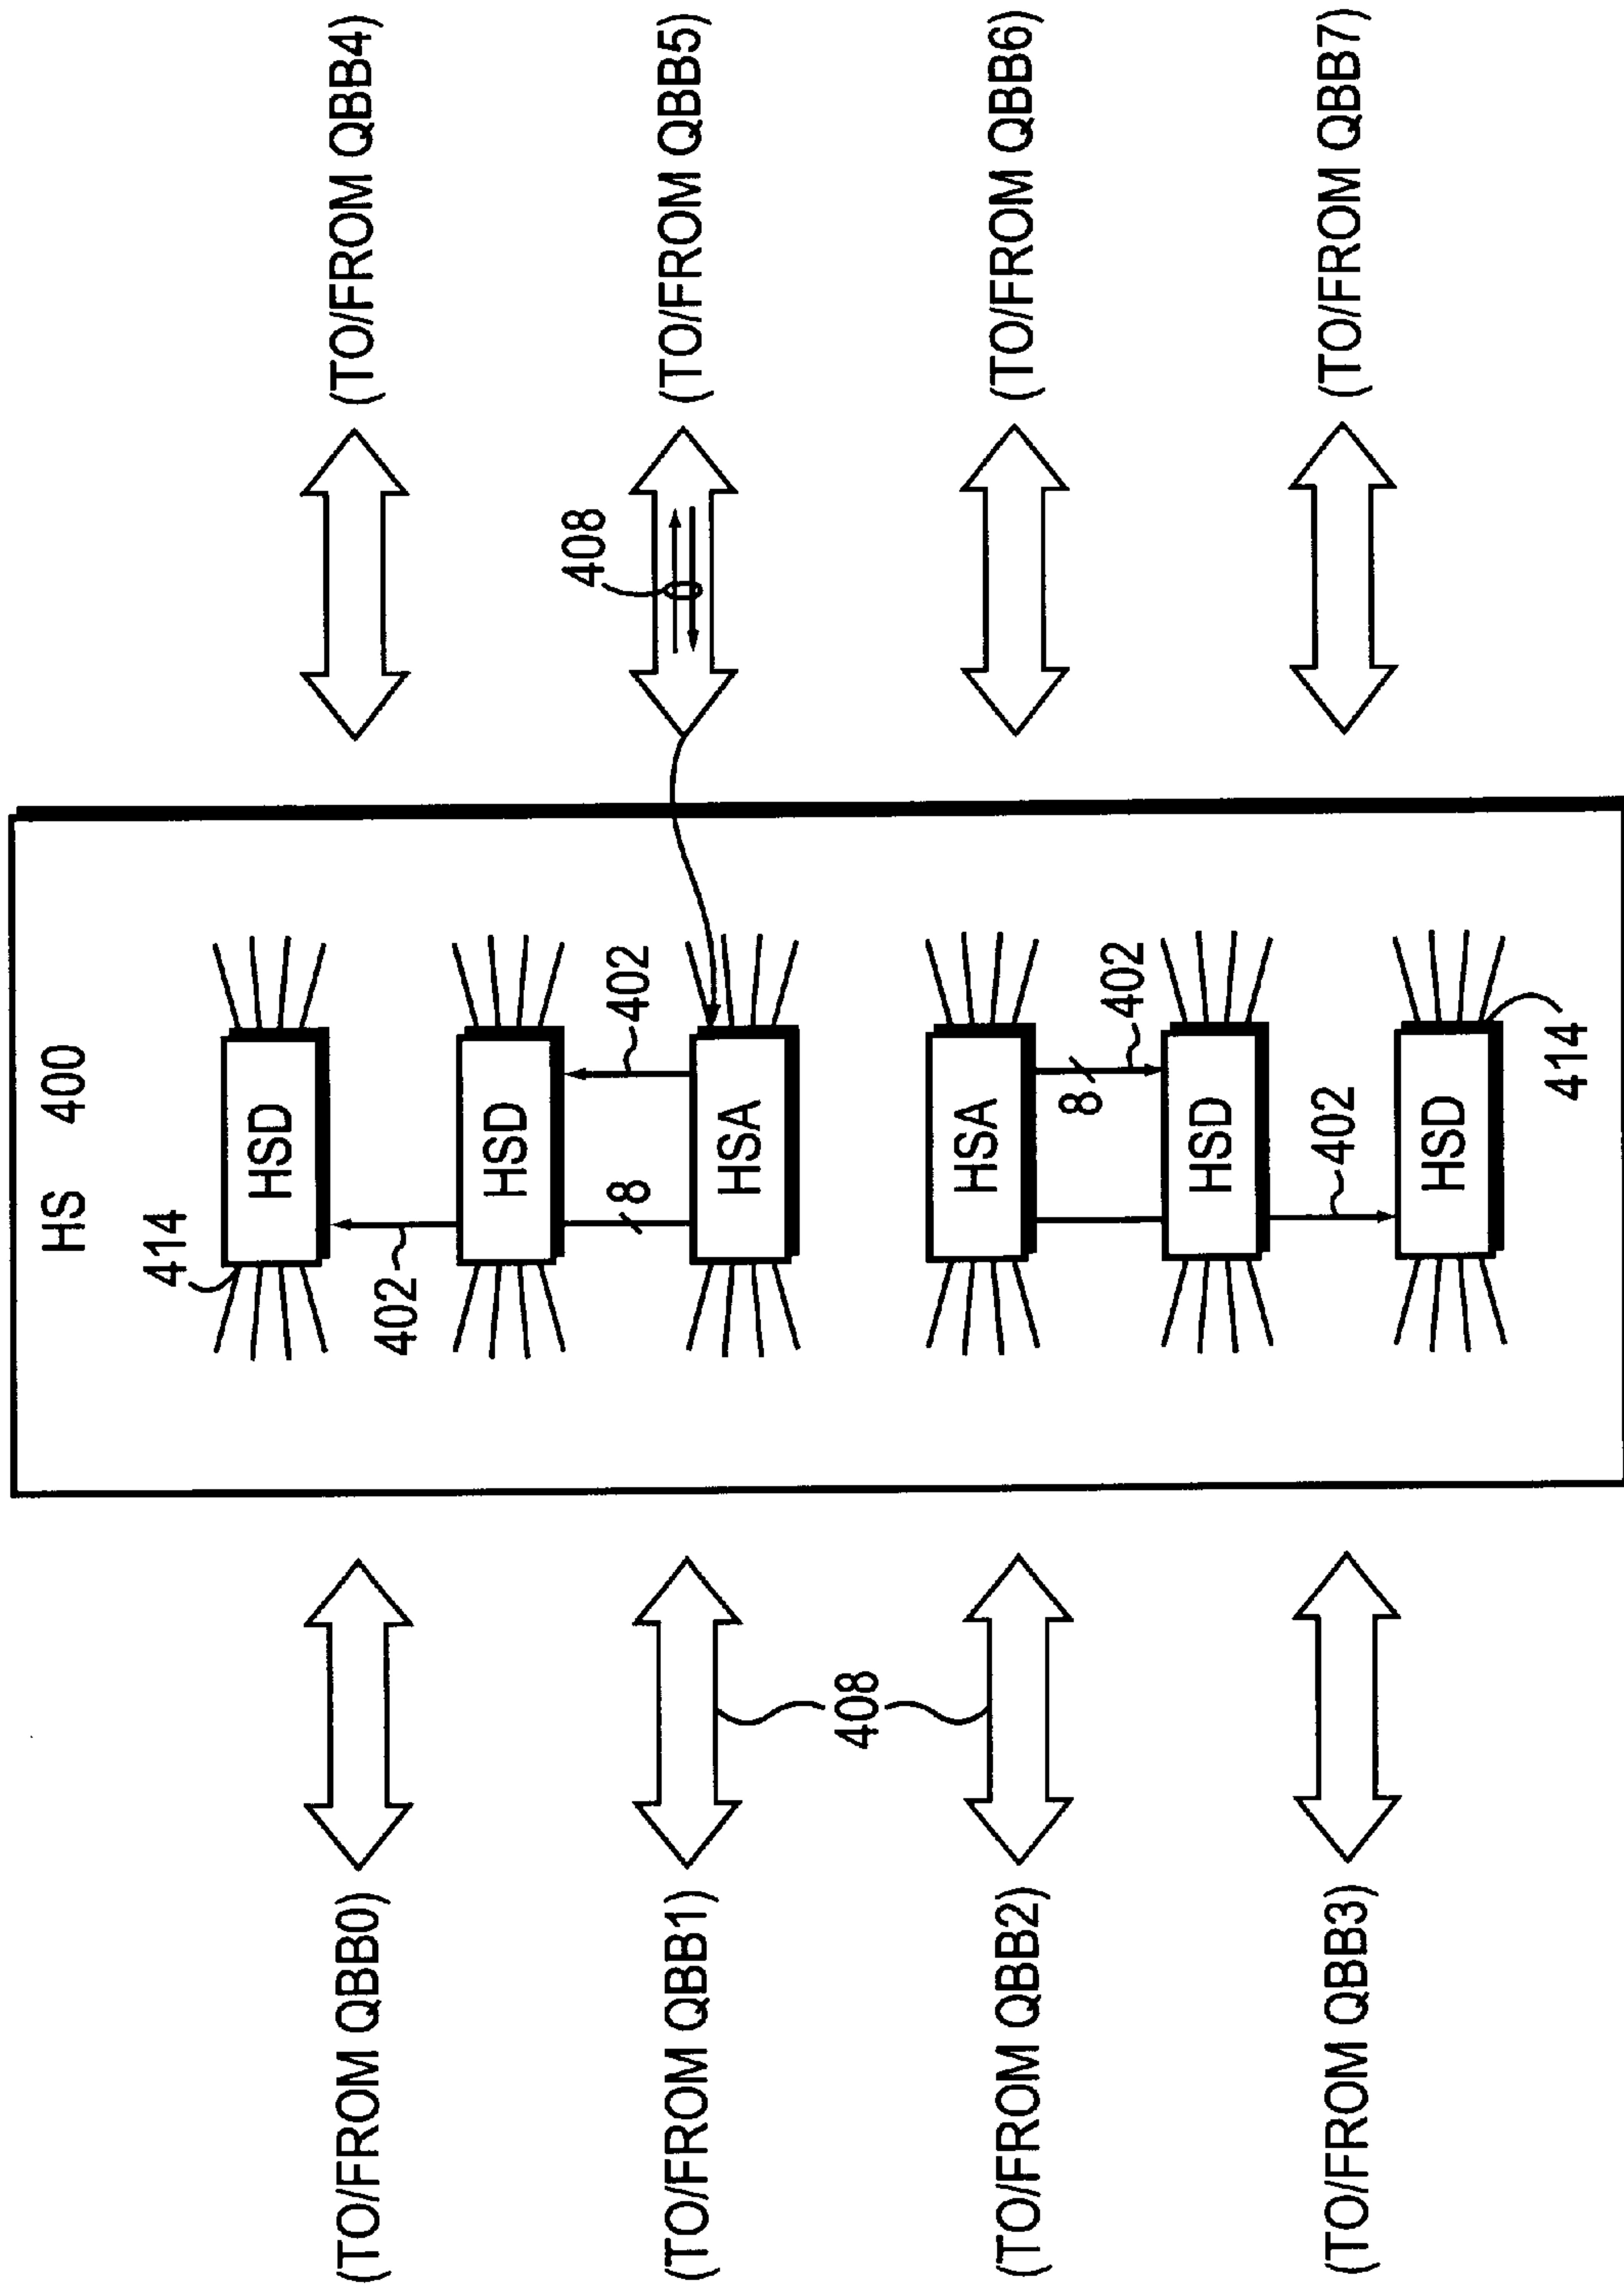 HS 400
414
HSD
(TO/FROM QBB0)
(TO/FROM QBB4)
402
HSD
408
8
402
(TO/FROM QBB1)
(TO/FROM QBB5)
HSA
408
HSA
(TO/FROM QBB2)
(TO/FROM QBB6)
8
402
HSD
402
(TO/FROM QBB3)
(TO/FROM QBB7)
HSD
414